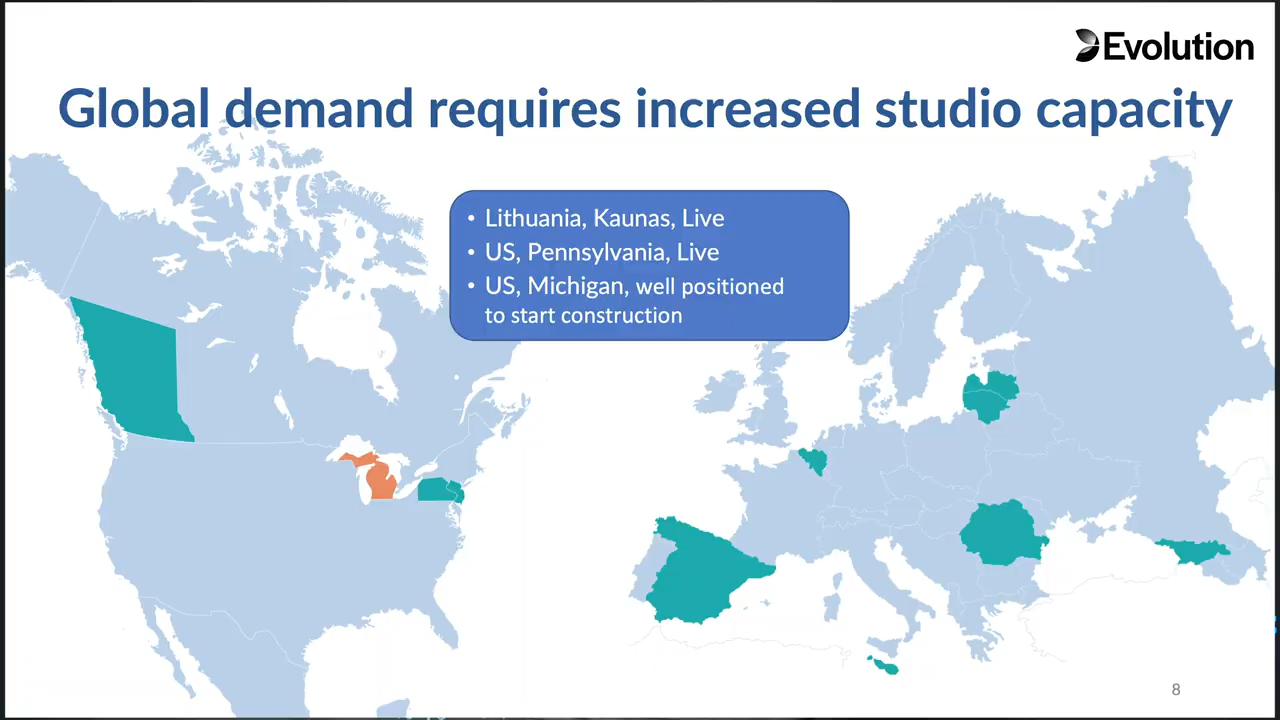 Evolution
Global demand requires increased studio capacity
• Lithuania, Kaunas, Live
• US, Pennsylvania, Live
• US, Michigan, well positioned
to start construction
8